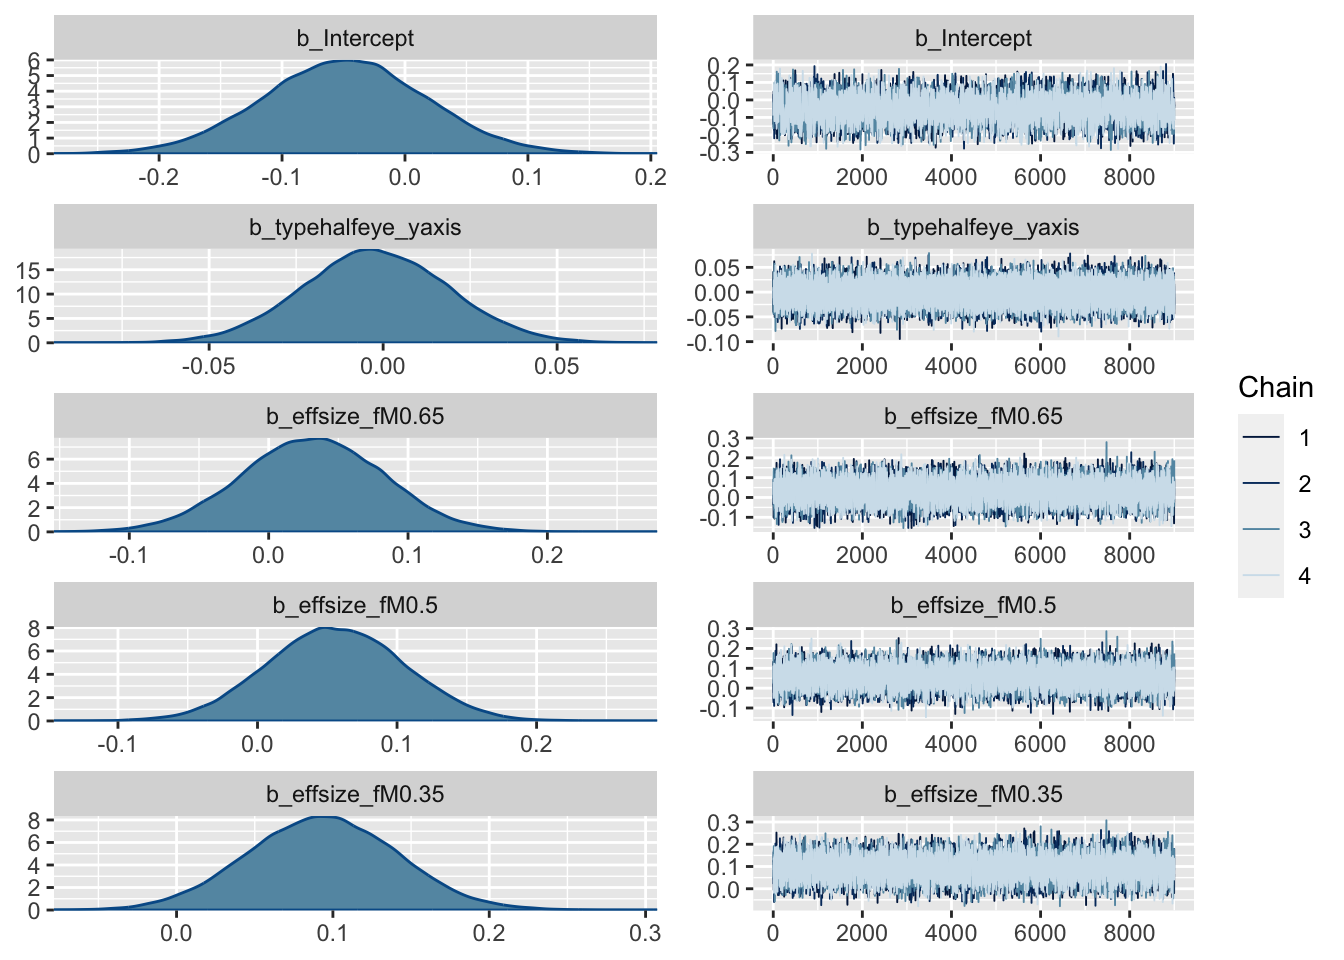 b_Intercept
6
5
4
3
2
1
0
-0.2 -0.1 0.0 0.1 0.2
b_Intercept
0.2
0.1
0.0
-0.1
-0.2
-0.3
0 2000 4000 6000 8000
b_typehalfeye_yaxis
15
10
5
0
-0.05 0.00 0.05
b_typehalfeye_yaxis
0.05
0.00
-0.05
-0.10
0 2000 4000 6000 8000
b_effsize_fM0.65
6
4
2
0
-0.1 0.0 0.1 0.2
b_effsize_fM0.65
0.3
0.2
0.1
0.0
-0.1
0 2000 4000 6000 8000
b_effsize_fM0.5
8
6
4
2
0
-0.1 0.0 0.1 0.2
b_effsize_fM0.5
0.3
0.2
0.1
0.0
-0.1
0 2000 4000 6000 8000
b_effsize_fM0.35
8
6
4
2
0
0.0 0.1 0.2 0.3
b_effsize_fM0.35
0.3
0.2
0.1
0.0
0 2000 4000 6000 8000
Chain
1
2
3
4